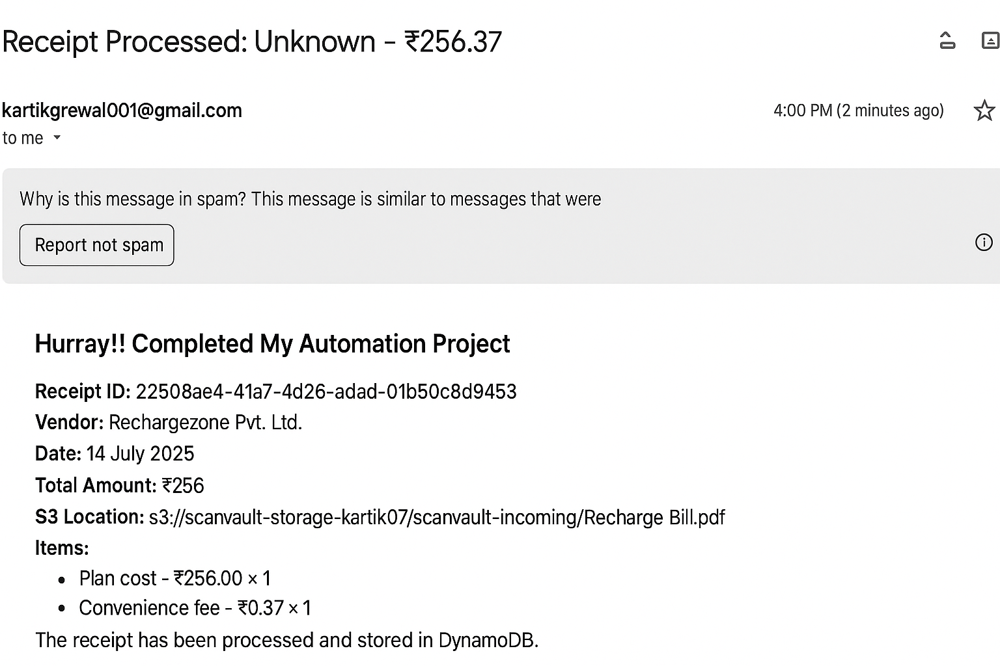 Receipt Processed: Unknown - ₹256.37
kartikgrewal001@gmail.com
4:00 PM (2 minutes ago)
to me
Why is this message in spam? This message is similar to messages that were
Report not spam
Hurray!! Completed My Automation Project
Receipt ID: 22508ae4-41a7-4d26-adad-01b50c8d9453
Vendor: Rechargezone Pvt. Ltd.
Date: 14 July 2025
Total Amount: ₹256
S3 Location: s3://scanvault-storage-kartik07/scanvault-incoming/Recharge Bill.pdf
Items:
• Plan cost - ₹256.00 × 1
• Convenience fee - ₹0.37 × 1
The receipt has been processed and stored in DynamoDB.